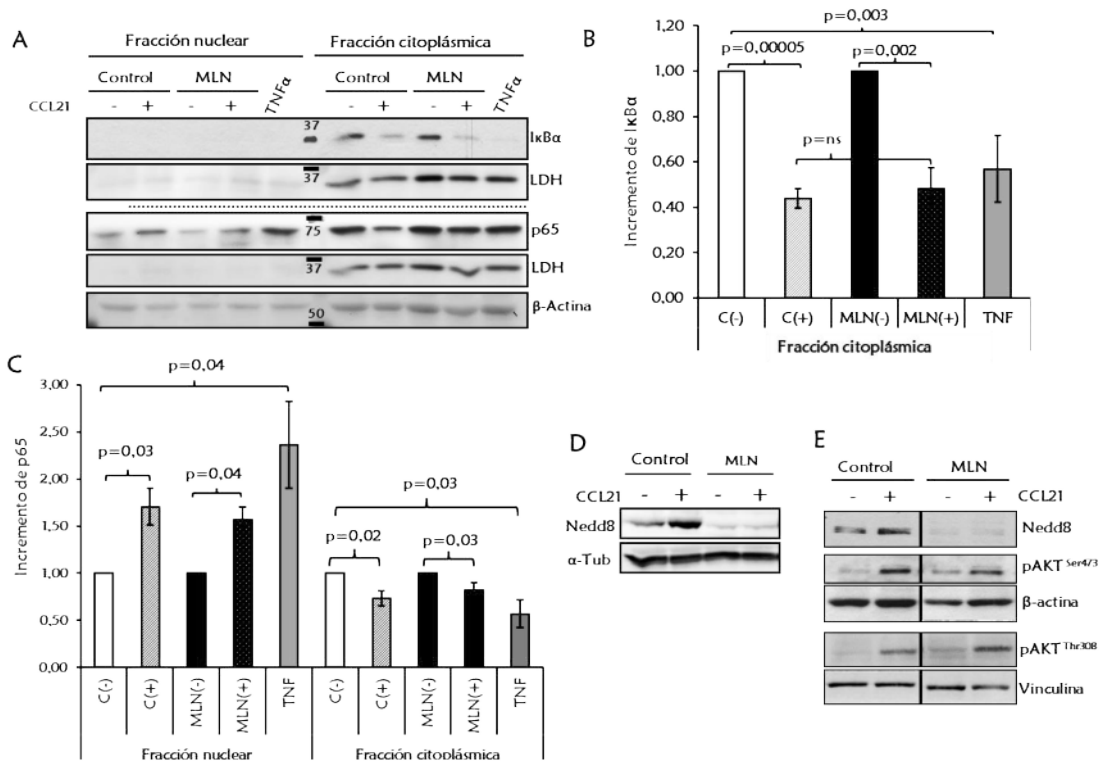 A
Fracción nuclear
Fracción citoplásmica
Control
MLN
TNFα
Control
MLN
TNFα
CCL21
-
+
-
+
-
+
-
+
37
IκBα
37
LDH
75
p65
37
LDH
50
β-Actina
B
p=0,003
p=0,00005
p=0,002
p=ns
Incremento de IκBα
1,20
1,00
0,80
0,60
0,40
0,20
0,00
C(-)
C(+)
MLN(-)
MLN(+)
TNF
Fracción citoplásmica
C
p=0,04
p=0,03
p=0,04
p=0,03
p=0,02
p=0,03
Incremento de p65
3,00
2,50
2,00
1,50
1,00
0,50
0,00
C(-)
C(+)
MLN(-)
MLN(+)
TNF
C(-)
C(+)
MLN(-)
MLN(+)
TNF
Fracción nuclear
Fracción citoplásmica
D
Control
MLN
CCL21
-
+
-
+
Nedd8
α-Tub
E
Control
MLN
-
+
-
+
CCL21
Nedd8
pAKT Ser473
β-actina
pAKT Thr308
Vinculina